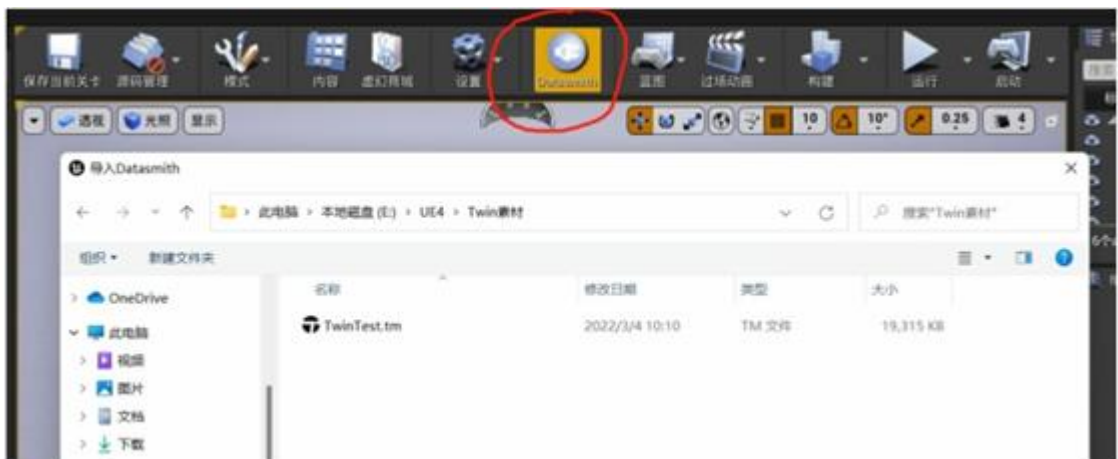 保存当前关卡 源码管理 模式 内容 虚幻商城 设置 Datasmith 蓝图 过场动画 构建 运行 启动
透视 光照 显示 10 10° 0.25 4
导入Datasmith
此电脑 › 本地磁盘 (E:) › UE4 › Twin素材 搜索"Twin素材"
组织 新建文件夹
名称 修改日期 类型 大小
OneDrive
TwinTest.tm 2022/3/4 10:10 TM 文件 19,315 KB
此电脑
视频
图片
文档
下载